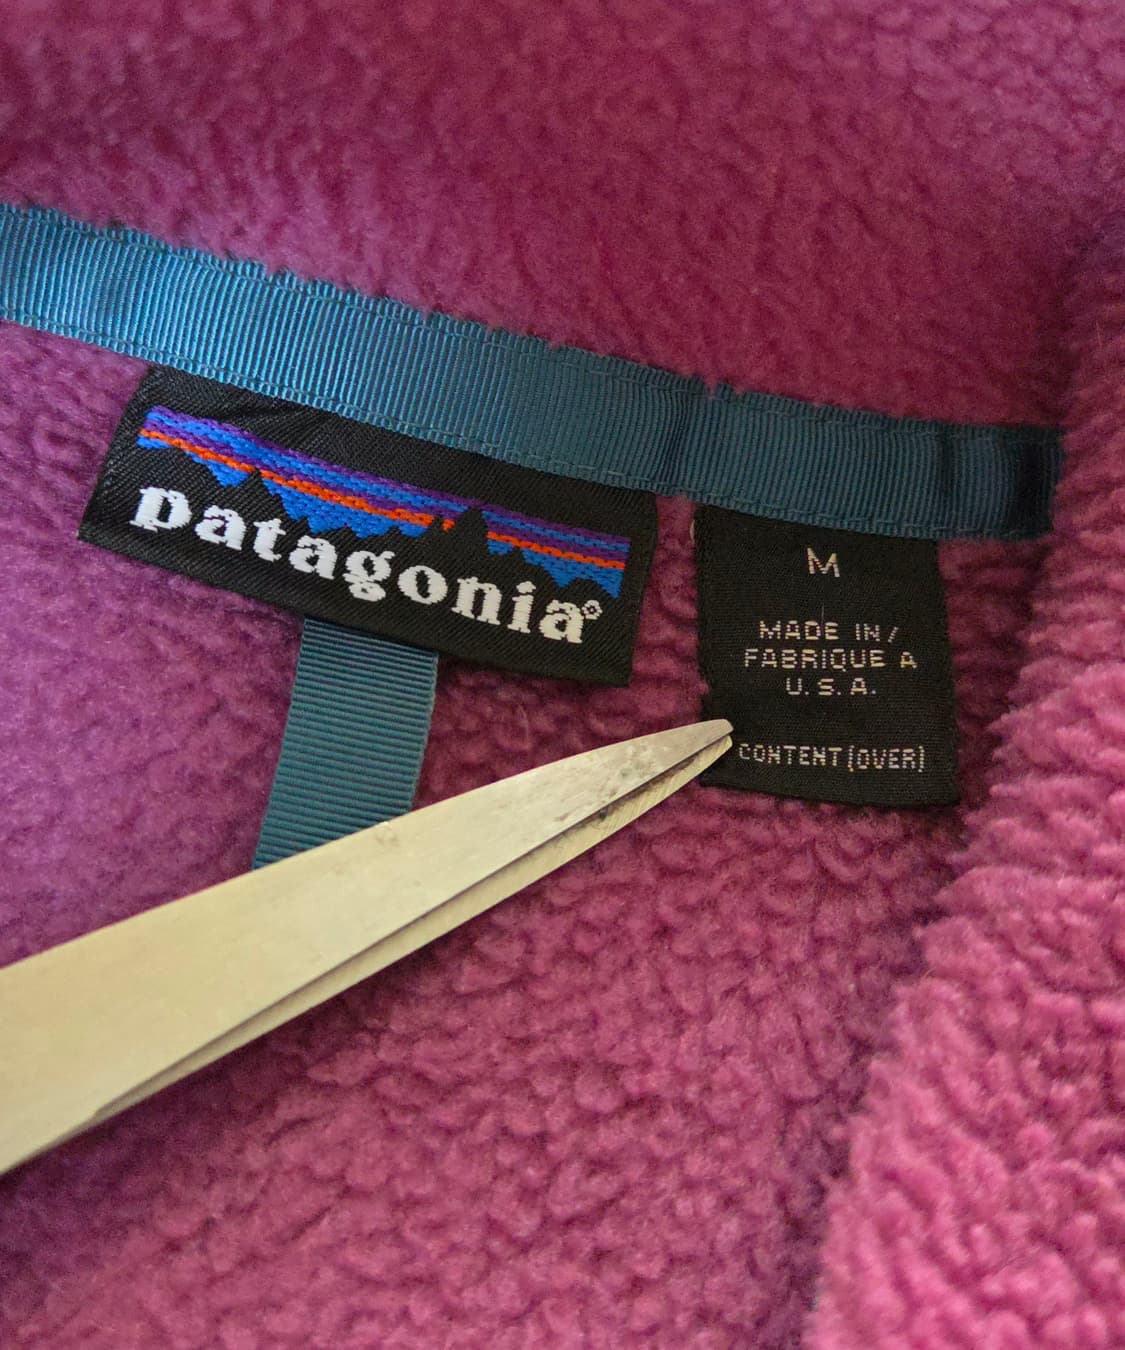 patagonia®
M
MADE IN/
FABRIQUE A
U.S.A.
CONTENT(OVER)